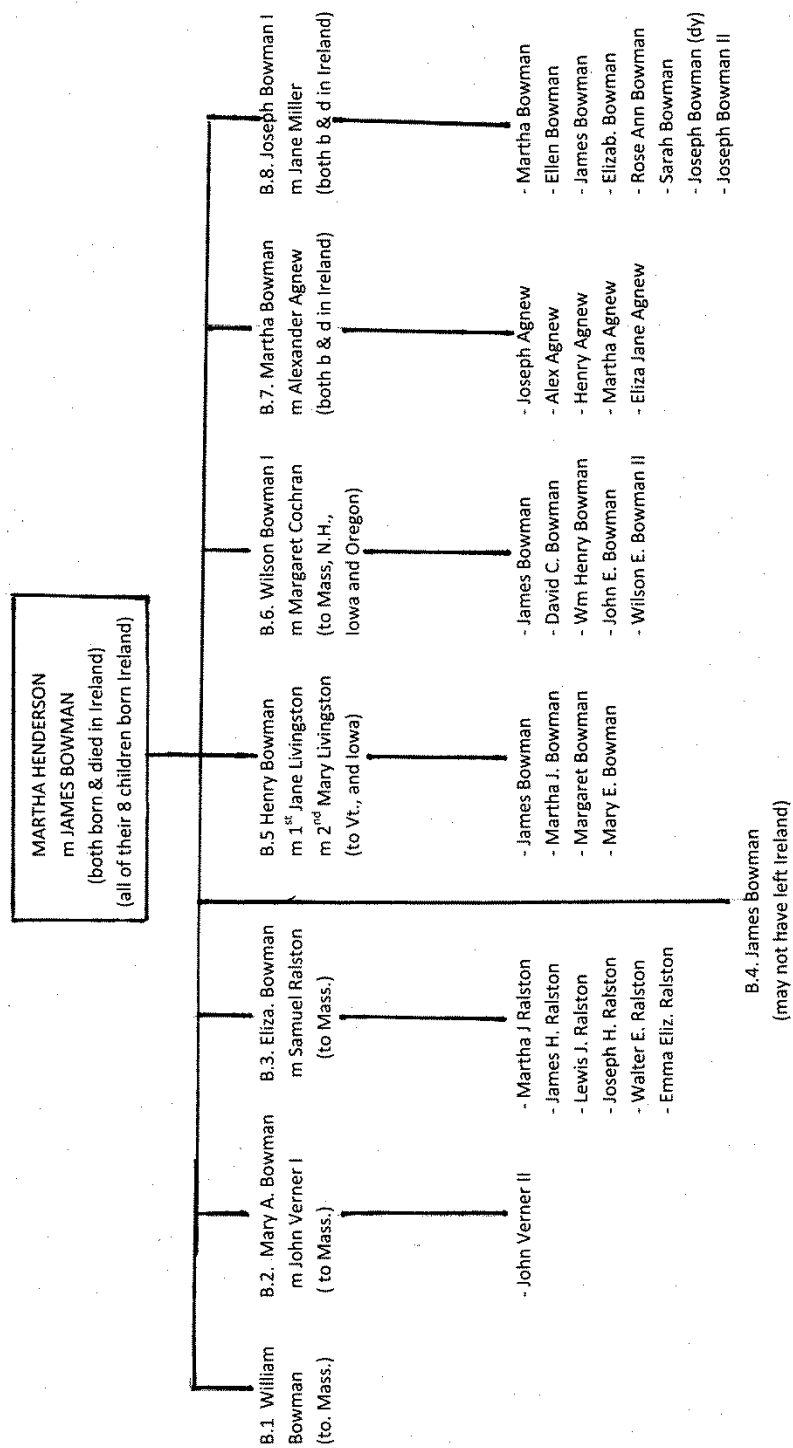 MARTHA HENDERSON
m JAMES BOWMAN
(both born & died in Ireland)
(all of their 8 children born Ireland)
B.1 William
Bowman
(to. Mass.)
B.2. Mary A. Bowman
m John Verner I
( to Mass.)
- John Verner II
B.3. Eliza. Bowman
m Samuel Ralston
(to Mass.)
- Martha J Ralston
- James H. Ralston
- Lewis J. Ralston
- Joseph H. Ralston
- Walter E. Ralston
- Emma Eliz. Ralston
B.4. James Bowman
(may not have left Ireland)
B.5 Henry Bowman
m 1st Jane Livingston
m 2nd Mary Livingston
(to Vt., and Iowa)
- James Bowman
- Martha J. Bowman
- Margaret Bowman
- Mary E. Bowman
B.6. Wilson Bowman I
m Margaret Cochran
(to Mass, N.H.,
Iowa and Oregon)
- James Bowman
- David C. Bowman
- Wm Henry Bowman
- John E. Bowman
- Wilson E. Bowman II
B.7. Martha Bowman
m Alexander Agnew
(both b & d in Ireland)
- Joseph Agnew
- Alex Agnew
- Henry Agnew
- Martha Agnew
- Eliza Jane Agnew
B.8. Joseph Bowman I
m Jane Miller
(both b & d in Ireland)
- Martha Bowman
- Ellen Bowman
- James Bowman
- Elizab. Bowman
- Rose Ann Bowman
- Sarah Bowman
- Joseph Bowman (dy)
- Joseph Bowman II